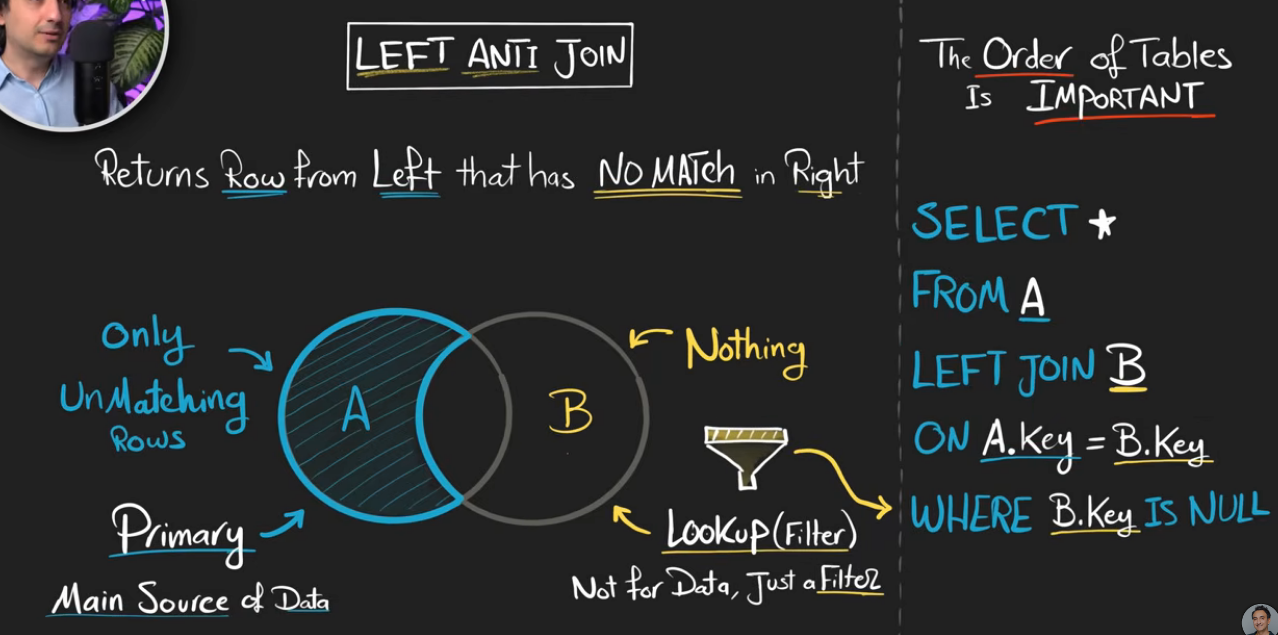 LEFT ANTI JOIN
Returns Row from Left that has NO MATCh in Right
Only
UnMatching
Rows
A
B
Nothing
Primary
Main Source of Data
Lookup (Filter)
Not for Data, Just a Filter
The Order of Tables
Is IMPORTANT
SELECT *
FROM A
LEFT JOIN B
ON A.Key = B.Key
WHERE B.Key IS NULL